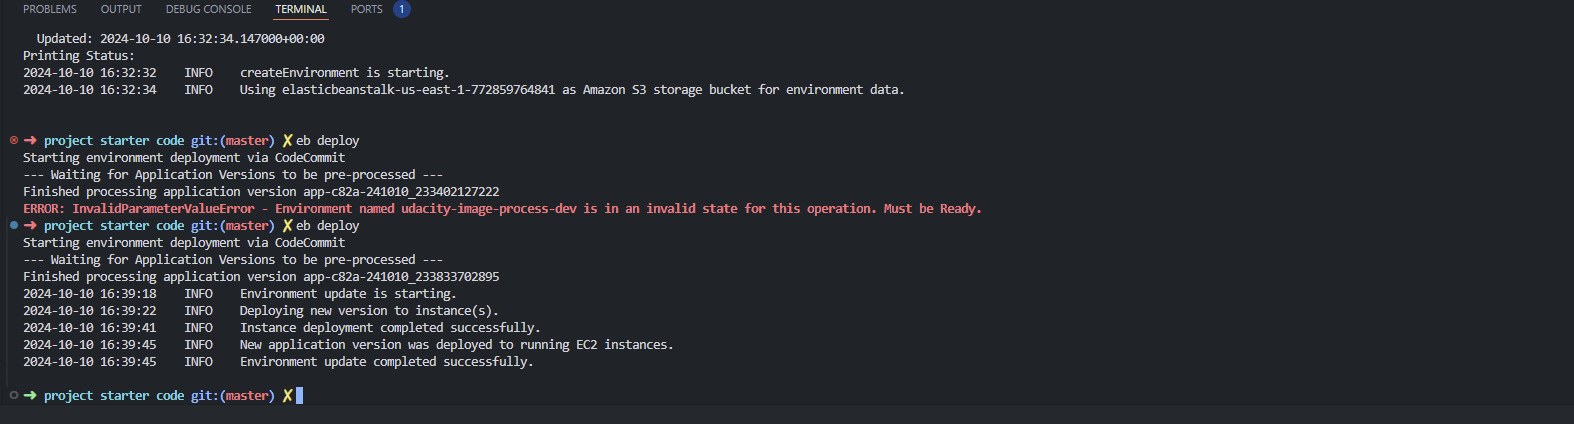 PROBLEMS OUTPUT DEBUG CONSOLE TERMINAL PORTS 1
Updated: 2024-10-10 16:32:34.147000+00:00
Printing Status:
2024-10-10 16:32:32 INFO createEnvironment is starting.
2024-10-10 16:32:34 INFO Using elasticbeanstalk-us-east-1-772859764841 as Amazon S3 storage bucket for environment data.
➜ project starter code git:(master) ✗ eb deploy
Starting environment deployment via CodeCommit
--- Waiting for Application Versions to be pre-processed ---
Finished processing application version app-c82a-241010_233402127222
ERROR: InvalidParameterValueError - Environment named udacity-image-process-dev is in an invalid state for this operation. Must be Ready.
➜ project starter code git:(master) ✗ eb deploy
Starting environment deployment via CodeCommit
--- Waiting for Application Versions to be pre-processed ---
Finished processing application version app-c82a-241010_233833702895
2024-10-10 16:39:18 INFO Environment update is starting.
2024-10-10 16:39:22 INFO Deploying new version to instance(s).
2024-10-10 16:39:41 INFO Instance deployment completed successfully.
2024-10-10 16:39:45 INFO New application version was deployed to running EC2 instances.
2024-10-10 16:39:45 INFO Environment update completed successfully.
➜ project starter code git:(master) ✗